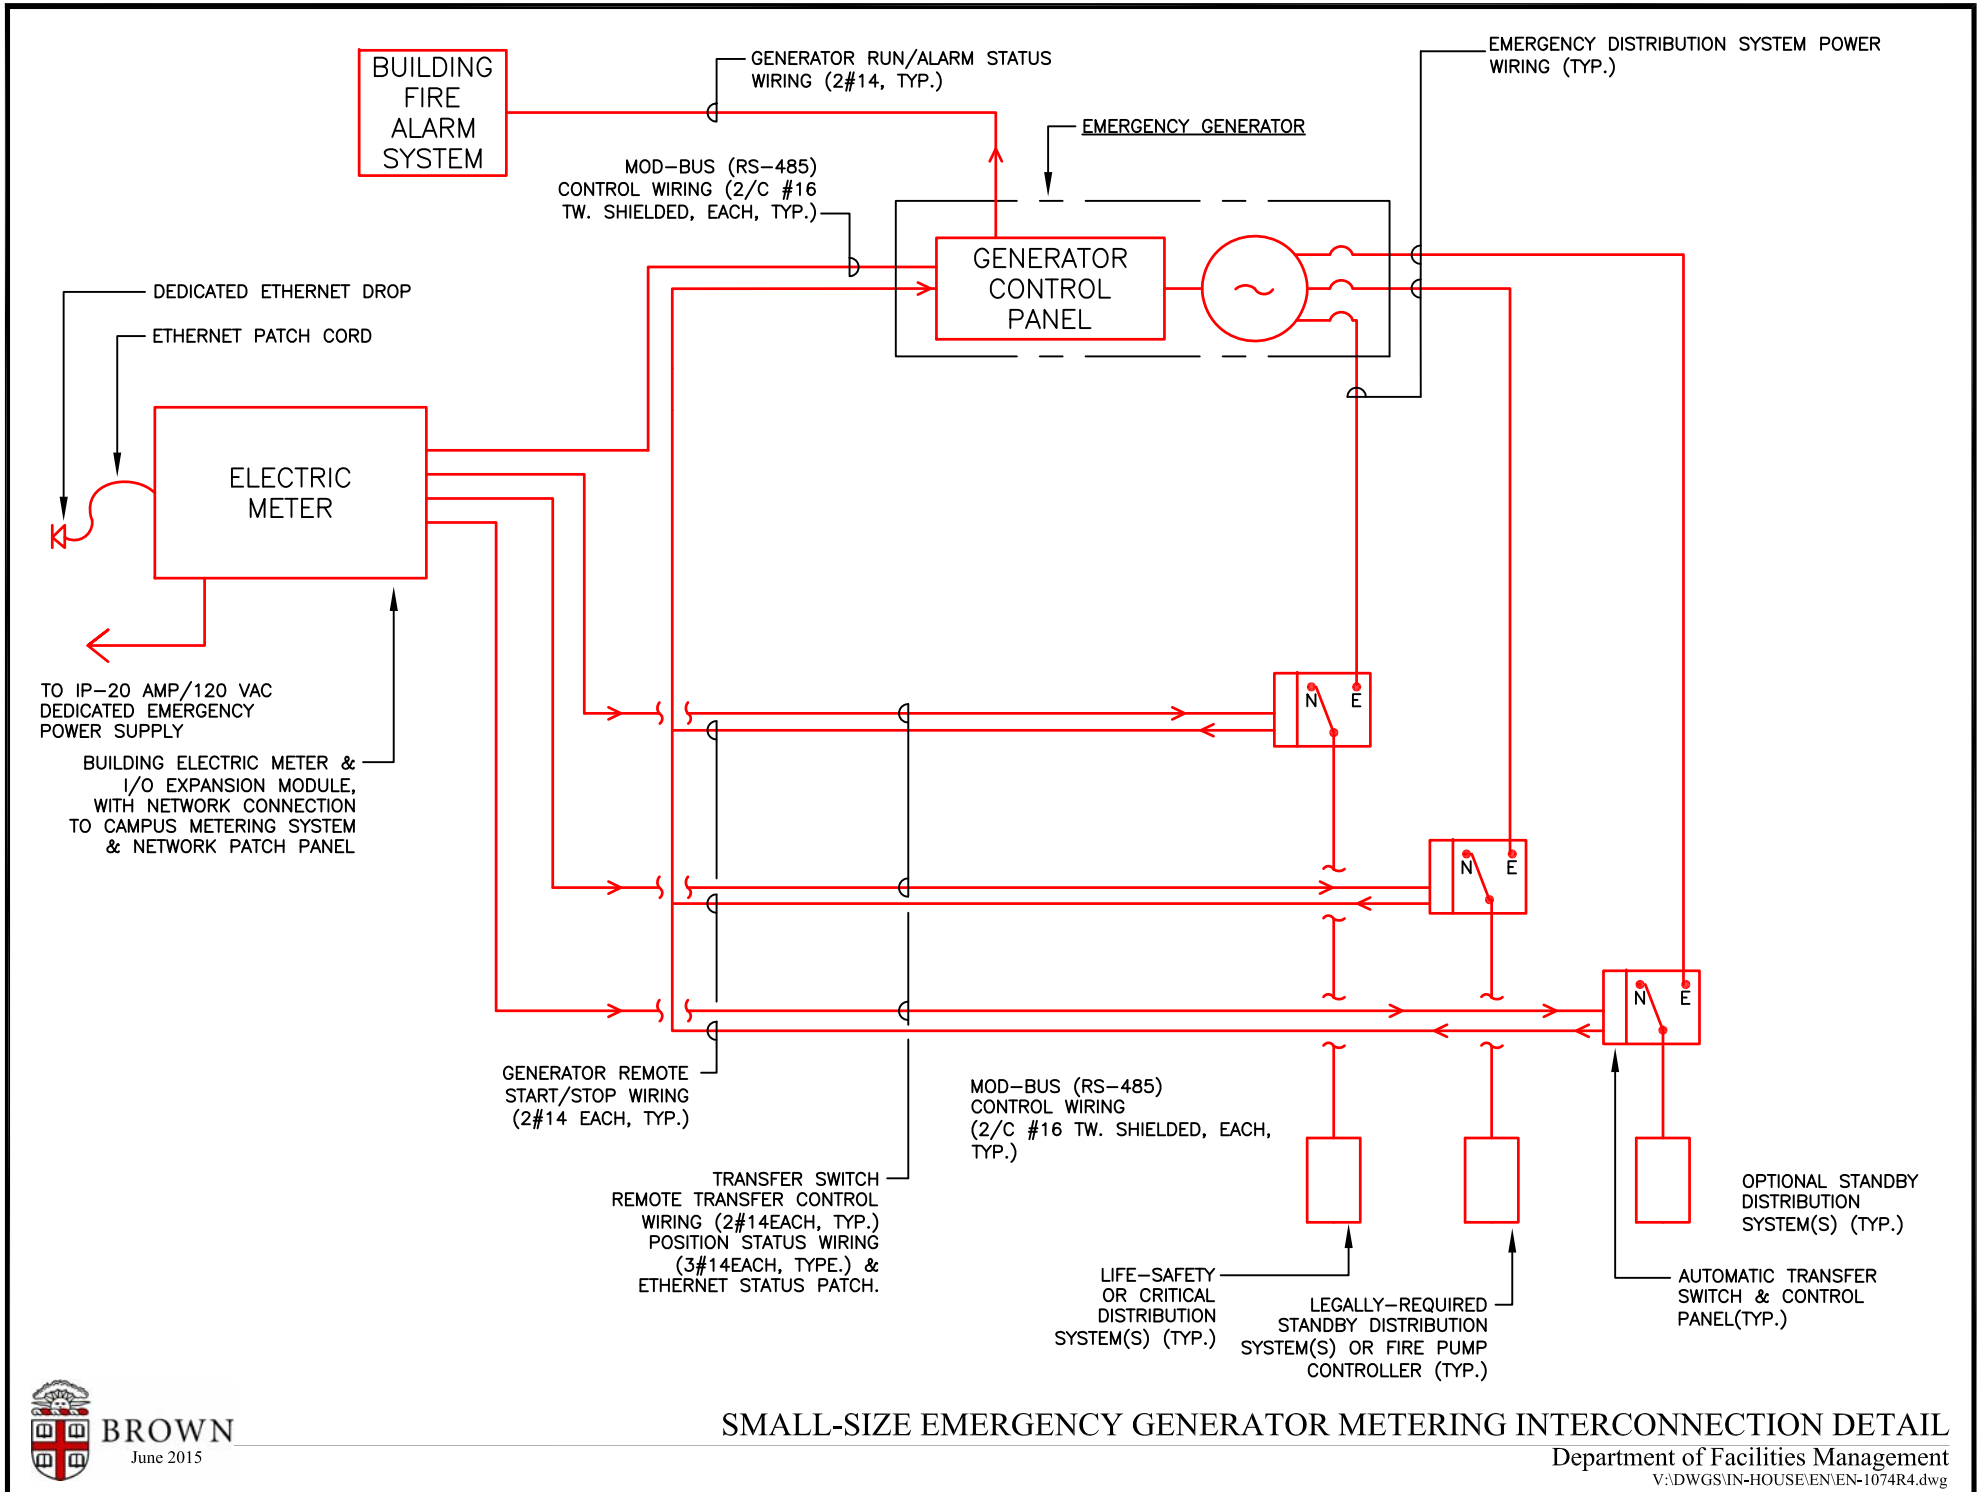 BUILDING
FIRE
ALARM
SYSTEM
GENERATOR RUN/ALARM STATUS
WIRING (2#14, TYP.)
EMERGENCY DISTRIBUTION SYSTEM POWER
WIRING (TYP.)
EMERGENCY GENERATOR
MOD-BUS (RS-485)
CONTROL WIRING (2/C #16
TW. SHIELDED, EACH, TYP.)
GENERATOR
CONTROL
PANEL
DEDICATED ETHERNET DROP
ETHERNET PATCH CORD
ELECTRIC
METER
TO IP-20 AMP/120 VAC
DEDICATED EMERGENCY
POWER SUPPLY
BUILDING ELECTRIC METER &
I/O EXPANSION MODULE,
WITH NETWORK CONNECTION
TO CAMPUS METERING SYSTEM
& NETWORK PATCH PANEL
N E
N E
N E
GENERATOR REMOTE
START/STOP WIRING
(2#14 EACH, TYP.)
MOD-BUS (RS-485)
CONTROL WIRING
(2/C #16 TW. SHIELDED, EACH,
TYP.)
TRANSFER SWITCH
REMOTE TRANSFER CONTROL
WIRING (2#14EACH, TYP.)
POSITION STATUS WIRING
(3#14EACH, TYPE.) &
ETHERNET STATUS PATCH.
OPTIONAL STANDBY
DISTRIBUTION
SYSTEM(S) (TYP.)
LIFE-SAFETY
OR CRITICAL
DISTRIBUTION
SYSTEM(S) (TYP.)
LEGALLY-REQUIRED
STANDBY DISTRIBUTION
SYSTEM(S) OR FIRE PUMP
CONTROLLER (TYP.)
AUTOMATIC TRANSFER
SWITCH & CONTROL
PANEL(TYP.)
BROWN
June 2015
SMALL-SIZE EMERGENCY GENERATOR METERING INTERCONNECTION DETAIL
Department of Facilities Management
V:\DWGS\IN-HOUSE\EN\EN-1074R4.dwg